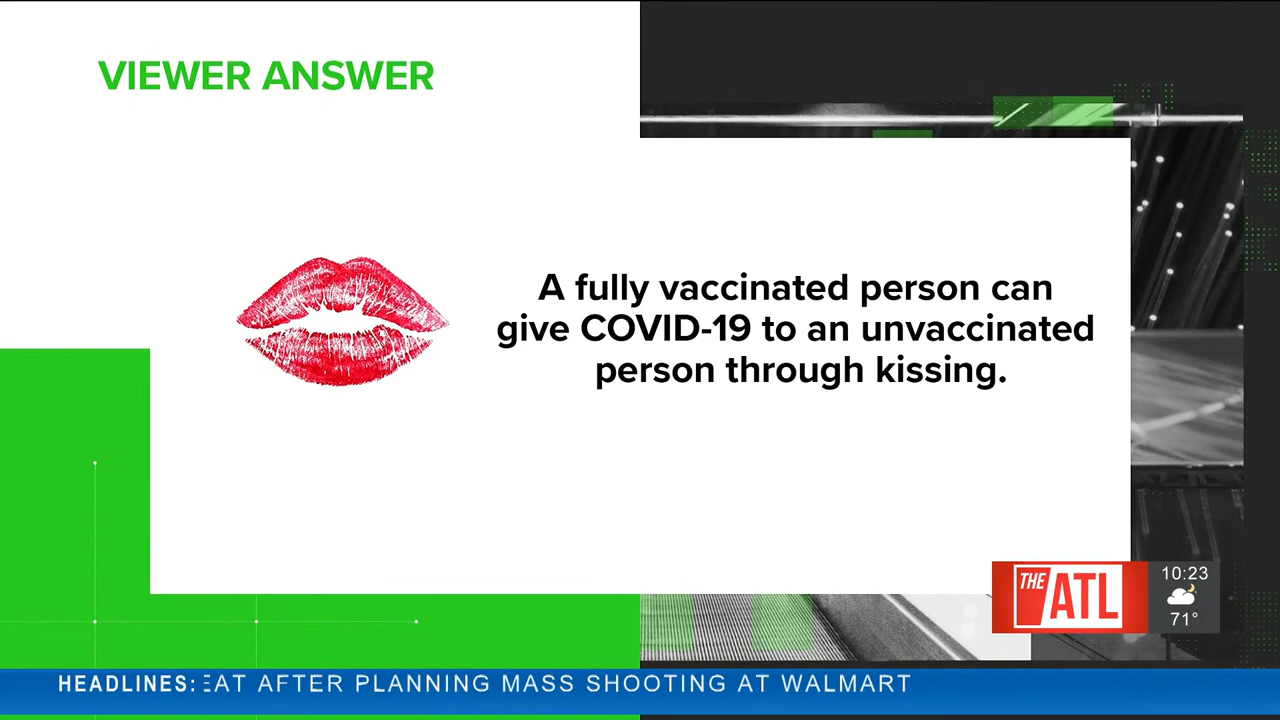 VIEWER ANSWER
A fully vaccinated person can
give COVID-19 to an unvaccinated
person through kissing.
THE ATL
10:23
71°
HEADLINES: EAT AFTER PLANNING MASS SHOOTING AT WALMART